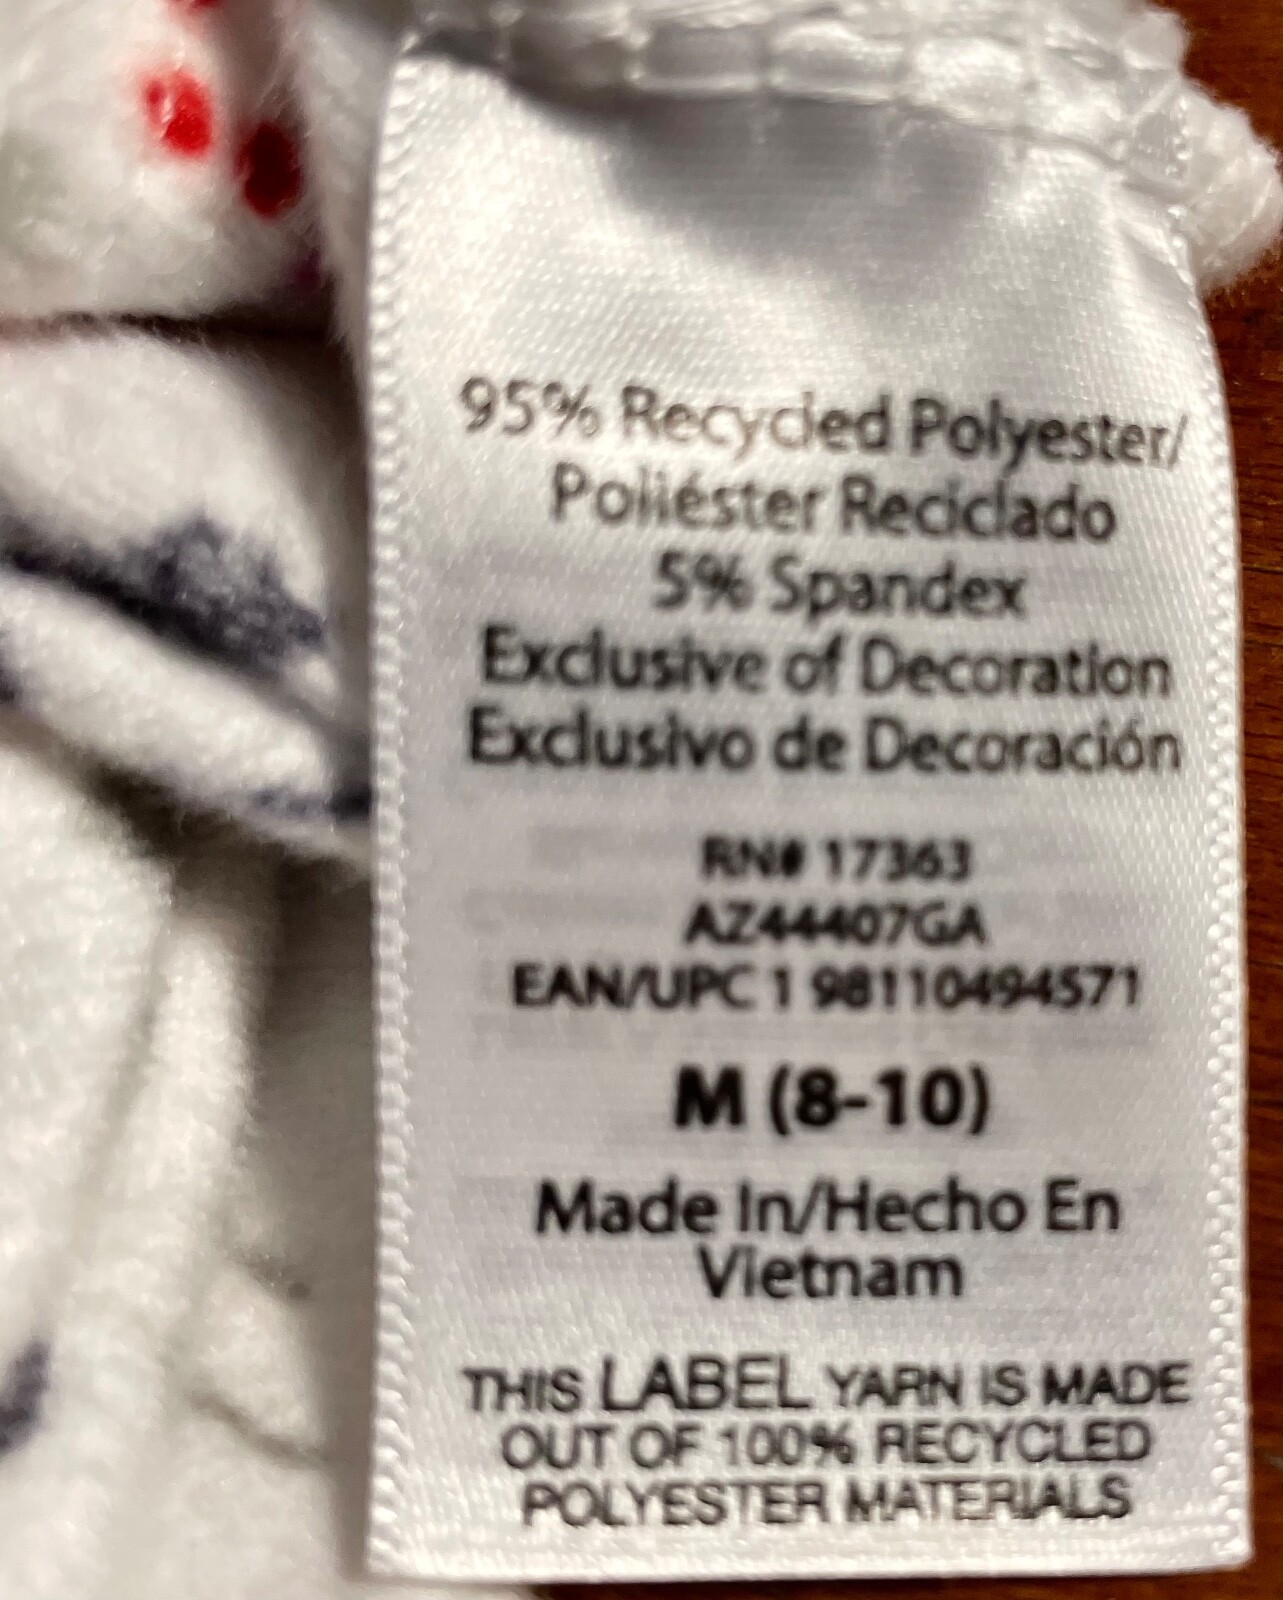 95% Recycled Polyester/
Poliéster Reciclado
5% Spandex
Exclusive of Decoration
Exclusivo de Decoración
RN# 17363
AZ44407GA
EAN/UPC 1 98110494571
M (8-10)
Made In/Hecho En
Vietnam
THIS LABEL YARN IS MADE
OUT OF 100% RECYCLED
POLYESTER MATERIALS